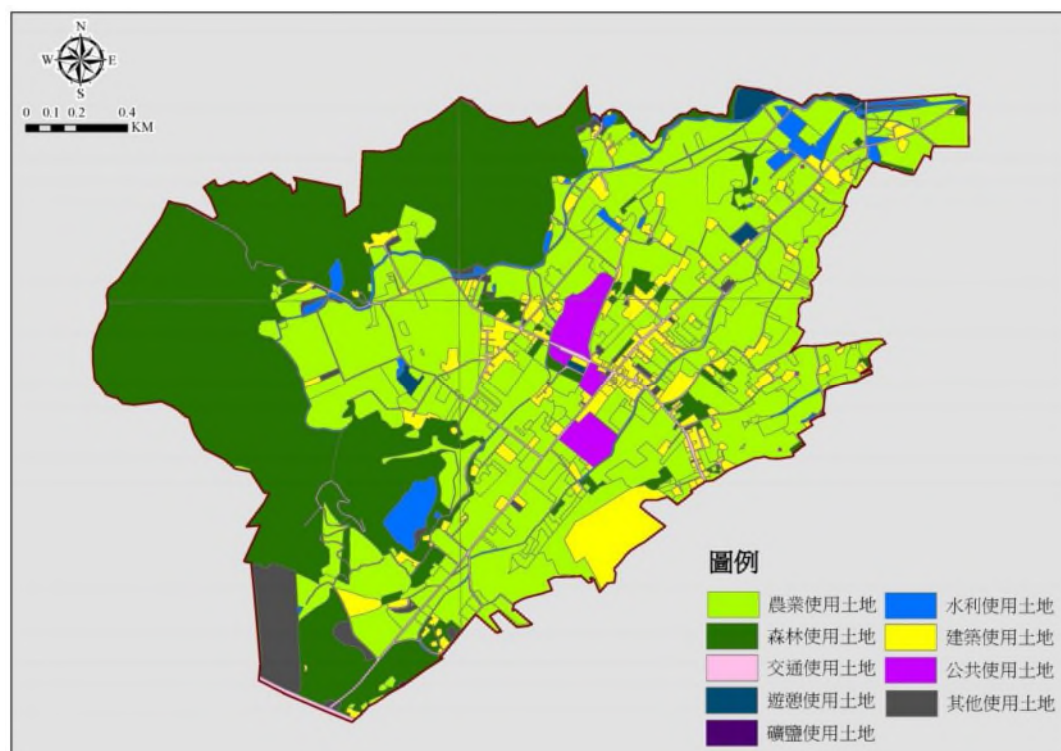 N
W E
S
0 0.1 0.2 0.4
KM
圖例
農業使用土地
森林使用土地
交通使用土地
遊憩使用土地
礦鹽使用土地
水利使用土地
建築使用土地
公共使用土地
其他使用土地